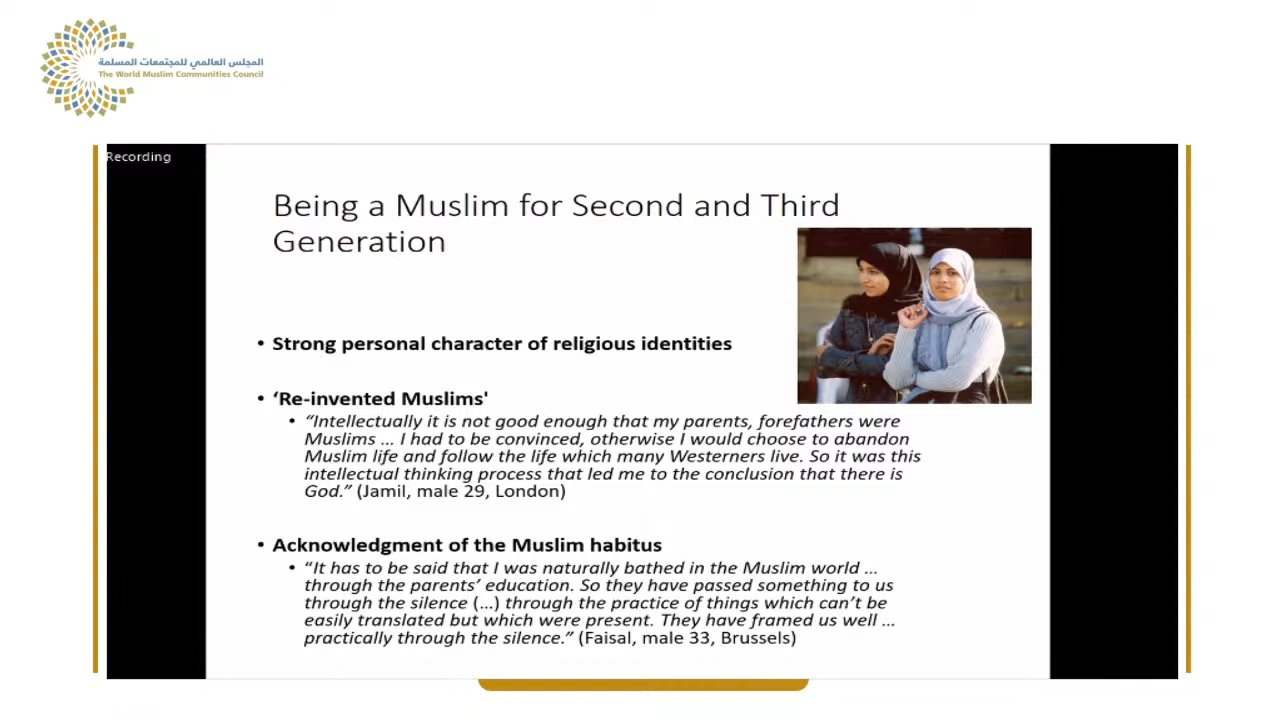 المجلس العالمي للمجتمعات المسلمة
The World Muslim Communities Council
Recording
Being a Muslim for Second and Third
Generation
• Strong personal character of religious identities
• ‘Re-invented Muslims'
• “Intellectually it is not good enough that my parents, forefathers were
Muslims … I had to be convinced, otherwise I would choose to abandon
Muslim life and follow the life which many Westerners live. So it was this
intellectual thinking process that led me to the conclusion that there is
God.” (Jamil, male 29, London)
• Acknowledgment of the Muslim habitus
• “It has to be said that I was naturally bathed in the Muslim world …
through the parents’ education. So they have passed something to us
through the silence (…) through the practice of things which can’t be
easily translated but which were present. They have framed us well …
practically through the silence.” (Faisal, male 33, Brussels)